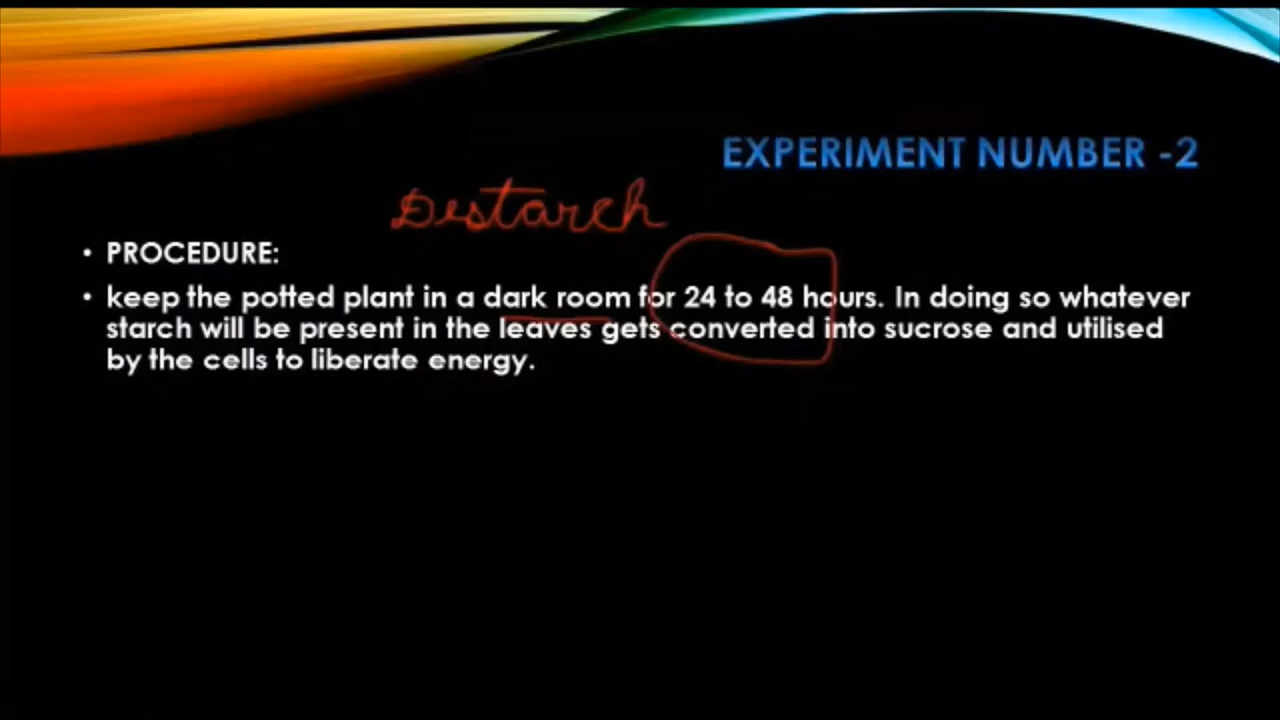 EXPERIMENT NUMBER -2
Destarch
• PROCEDURE:
• keep the potted plant in a dark room for 24 to 48 hours. In doing so whatever
starch will be present in the leaves gets converted into sucrose and utilised
by the cells to liberate energy.